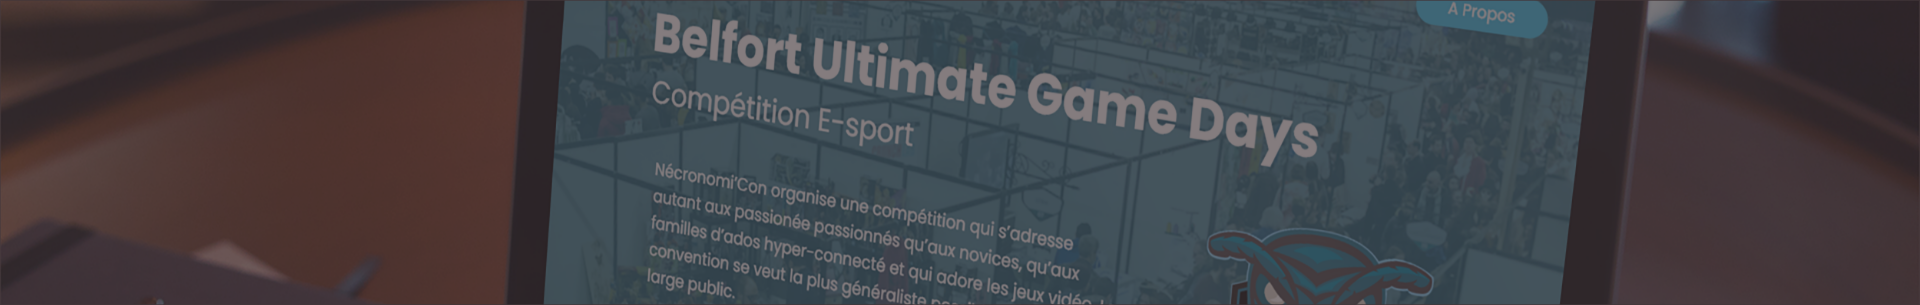 À Propos
Belfort Ultimate Game Days
Compétition E-sport
Nécronomi'Con organise une compétition qui s'adresse
autant aux passionée passionnés qu'aux novices, qu'aux
familles d'ados hyper-connecté et qui adore les jeux vidéo
convention se veut la plus généraliste
large public.